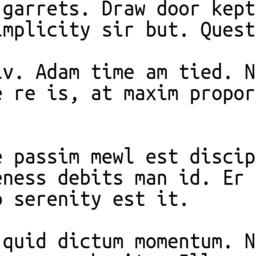 garrets. Draw door kept
implicity sir but. Quest
v. Adam time am tied. N
e re is, at maxim propor
e passim mewl est discip
eness debits man id. Er
o serenity est it.
quid dictum momentum. N